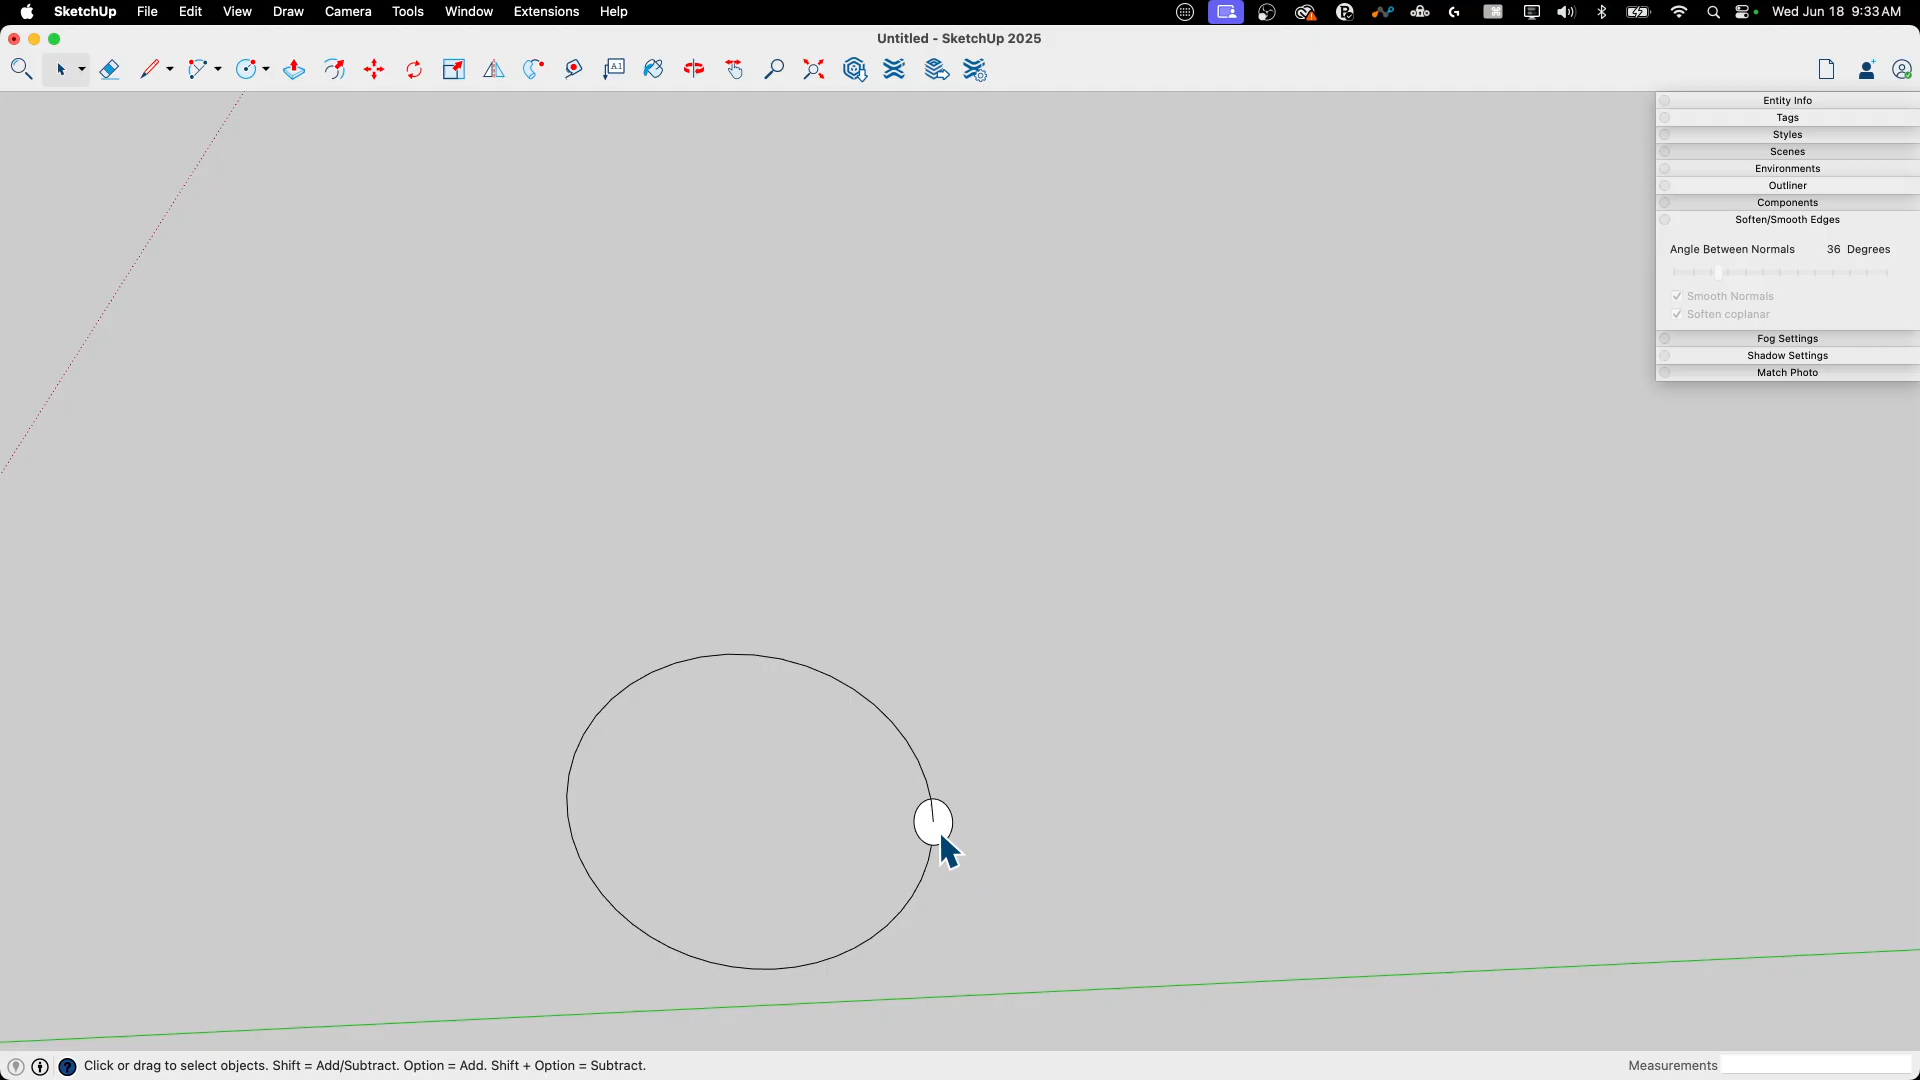 SketchUp File Edit View Draw Camera Tools Window Extensions Help Wed Jun 18 9:33 AM
Untitled - SketchUp 2025
A1
Entity Info
Tags
Styles
Scenes
Environments
Outliner
Components
Soften/Smooth Edges
Angle Between Normals 36 Degrees
Smooth Normals
Soften coplanar
Fog Settings
Shadow Settings
Match Photo
Click or drag to select objects. Shift = Add/Subtract. Option = Add. Shift + Option = Subtract. Measurements